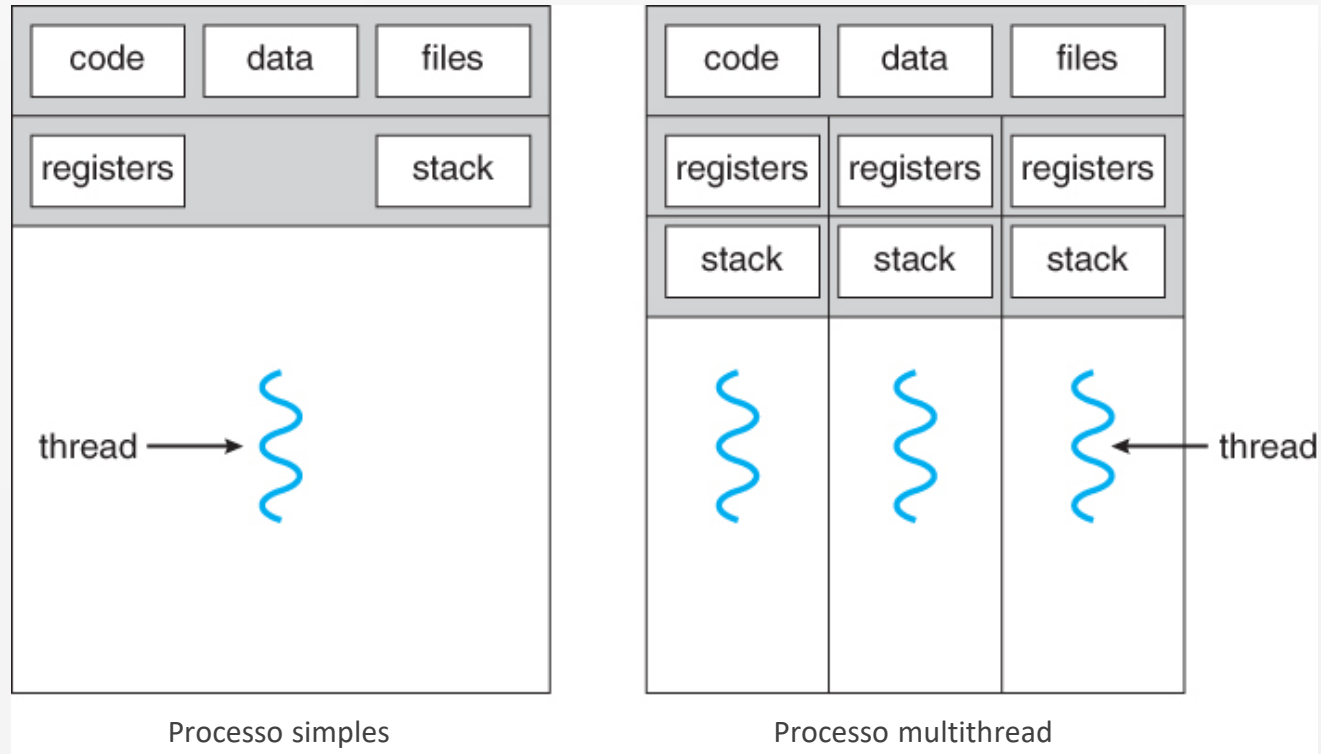 code data files code data files
registers stack registers registers registers
stack stack stack
thread thread
Processo simples Processo multithread